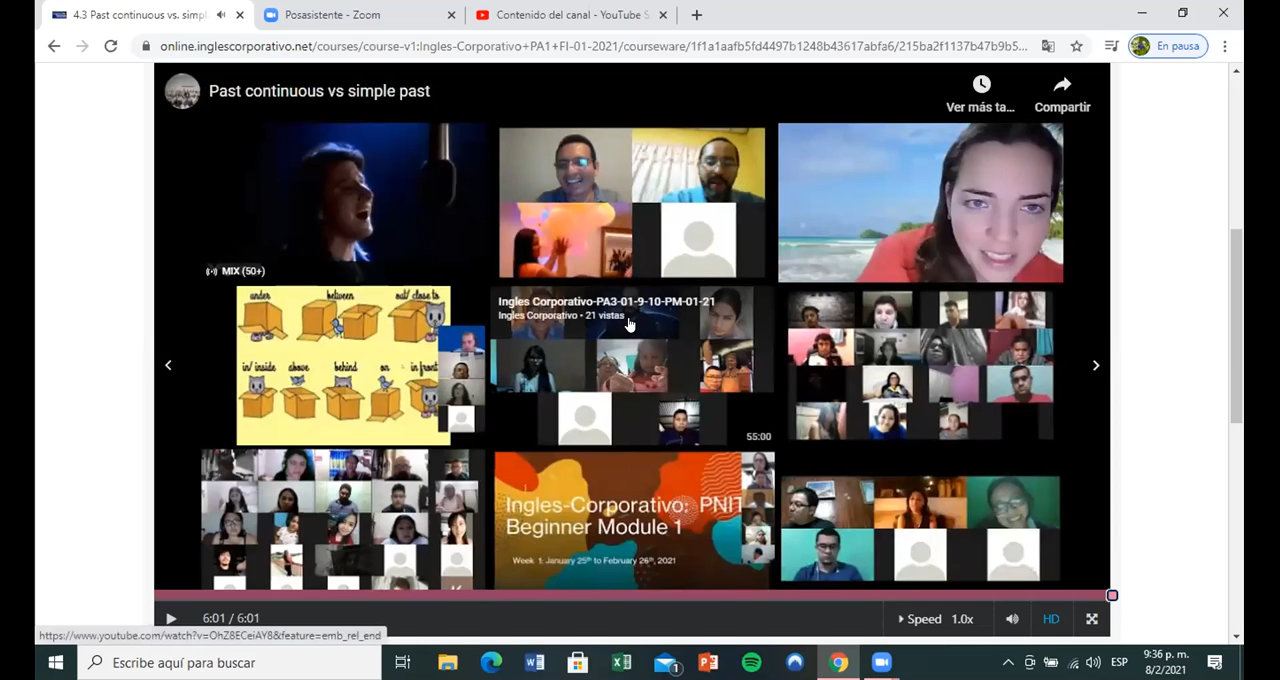 4.3 Past continuous vs. simpl
Posasistente - Zoom
Contenido del canal - YouTube S
online.inglescorporativo.net/courses/course-v1:Ingles-Corporativo+PA1+FI-01-2021/courseware/1f1a1aafb5fd4497b1248b43617abfa6/215ba2f1137b47b9b5...
En pausa
Past continuous vs simple past
Ver más ta...
Compartir
MIX (50+)
under between out/ close to
in/ inside above behind on in front
Ingles Corporativo-PA3-01-9-10-PM-01-21
Ingles Corporativo • 21 vistas
55:00
Ingles-Corporativo: PNIT
Beginner Module 1
Week 1: January 25th to February 26th, 2021
6:01 / 6:01
Speed 1.0x
HD
https://www.youtube.com/watch?v=OhZ8ECeiAY8&feature=emb_rel_end
Escribe aquí para buscar
1
ESP
9:36 p. m.
8/2/2021